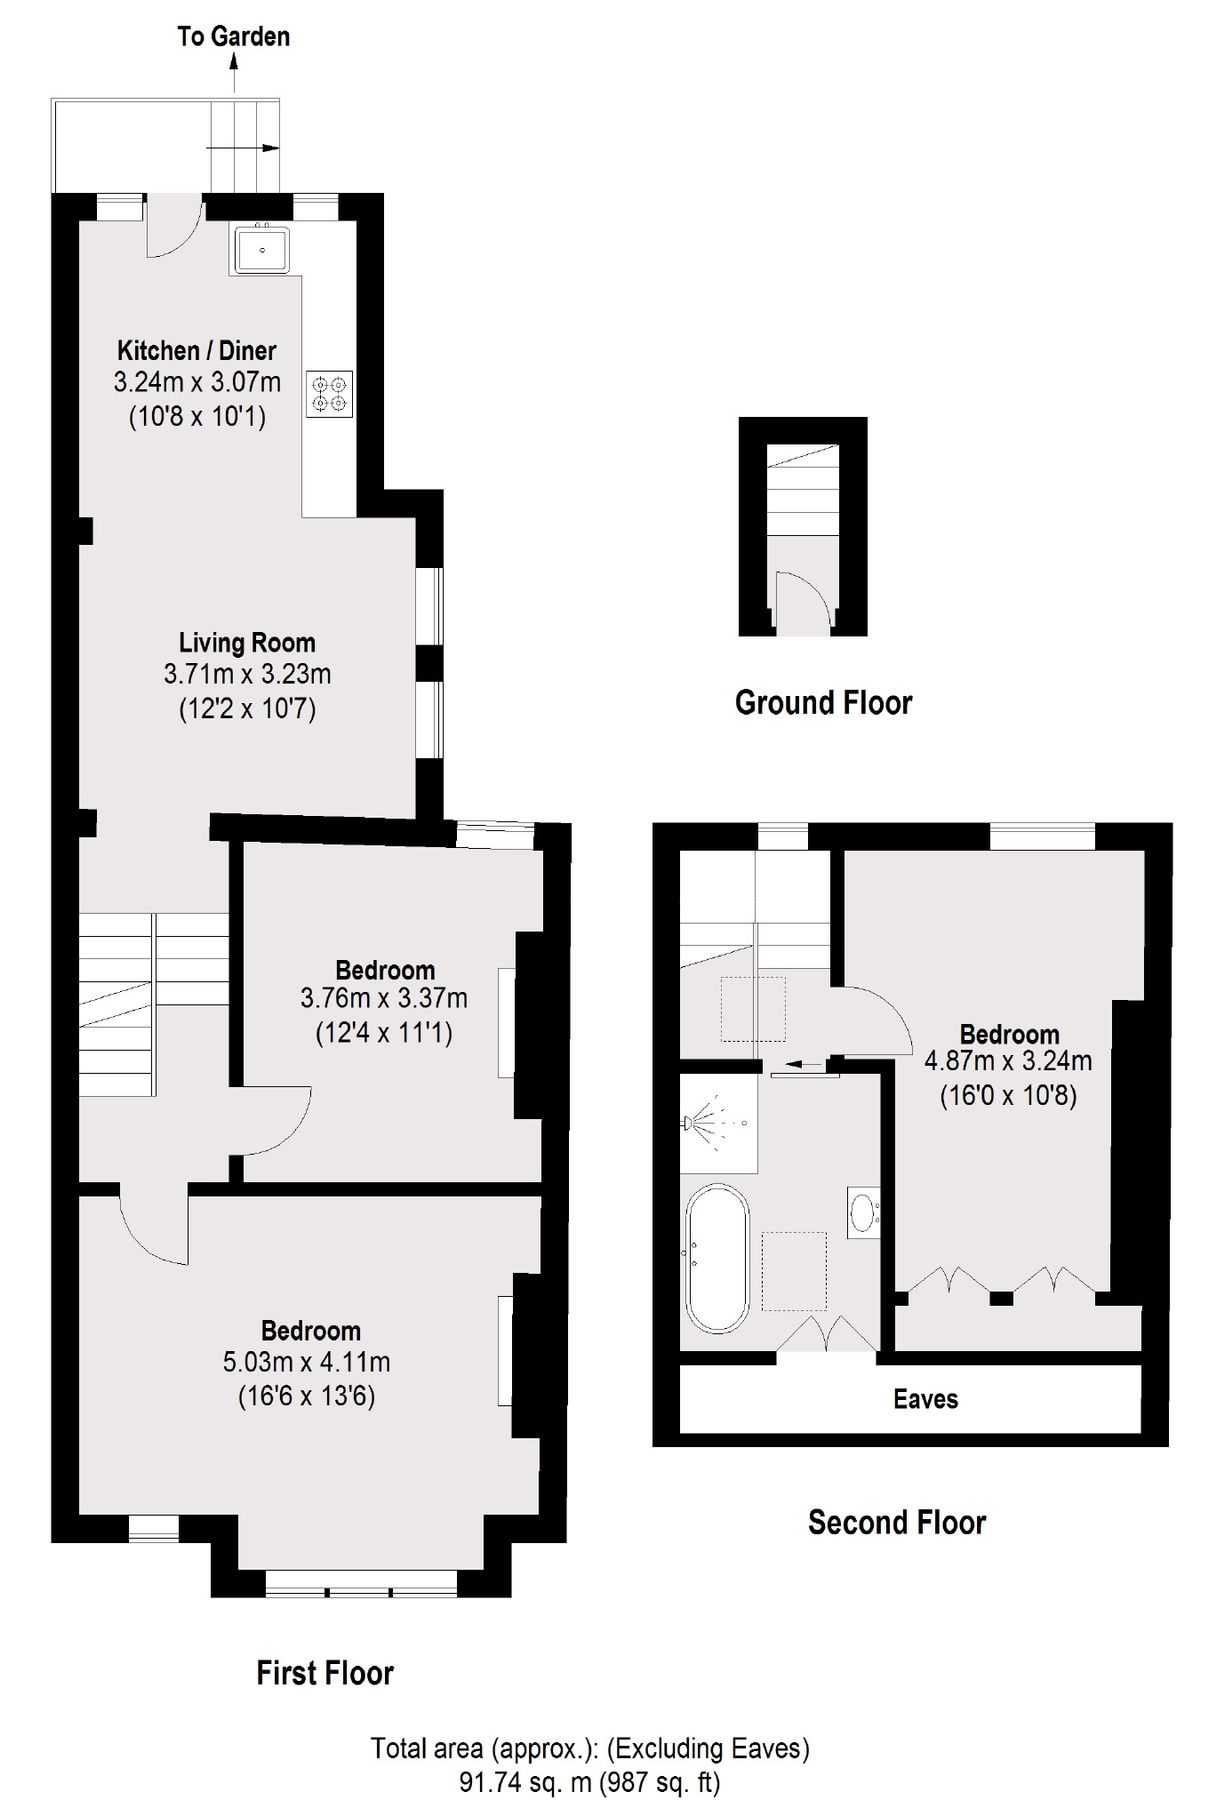 To Garden
Kitchen / Diner
3.24m x 3.07m
(10'8 x 10'1)
Living Room
3.71m x 3.23m
(12'2 x 10'7)
Bedroom
3.76m x 3.37m
(12'4 x 11'1)
Bedroom
5.03m x 4.11m
(16'6 x 13'6)
First Floor
Ground Floor
Bedroom
4.87m x 3.24m
(16'0 x 10'8)
Eaves
Second Floor
Total area (approx.): (Excluding Eaves)
91.74 sq. m (987 sq. ft)